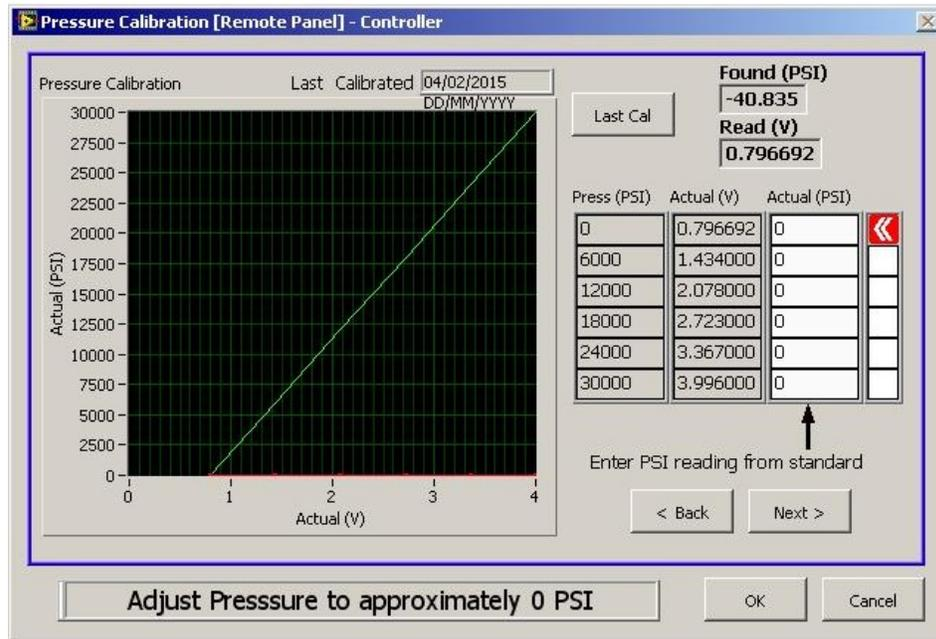 Pressure Calibration [Remote Panel] - Controller
Pressure Calibration
Last Calibrated 04/02/2015
DD/MM/YYYY
Last Cal
Found (PSI)
-40.835
Read (V)
0.796692
Actual (PSI)
30000
27500
25000
22500
20000
17500
15000
12500
10000
7500
5000
2500
0
0 1 2 3 4
Actual (V)
Press (PSI) Actual (V) Actual (PSI)
0 0.796692 0
6000 1.434000 0
12000 2.078000 0
18000 2.723000 0
24000 3.367000 0
30000 3.996000 0
Enter PSI reading from standard
< Back Next >
Adjust Presssure to approximately 0 PSI
OK Cancel